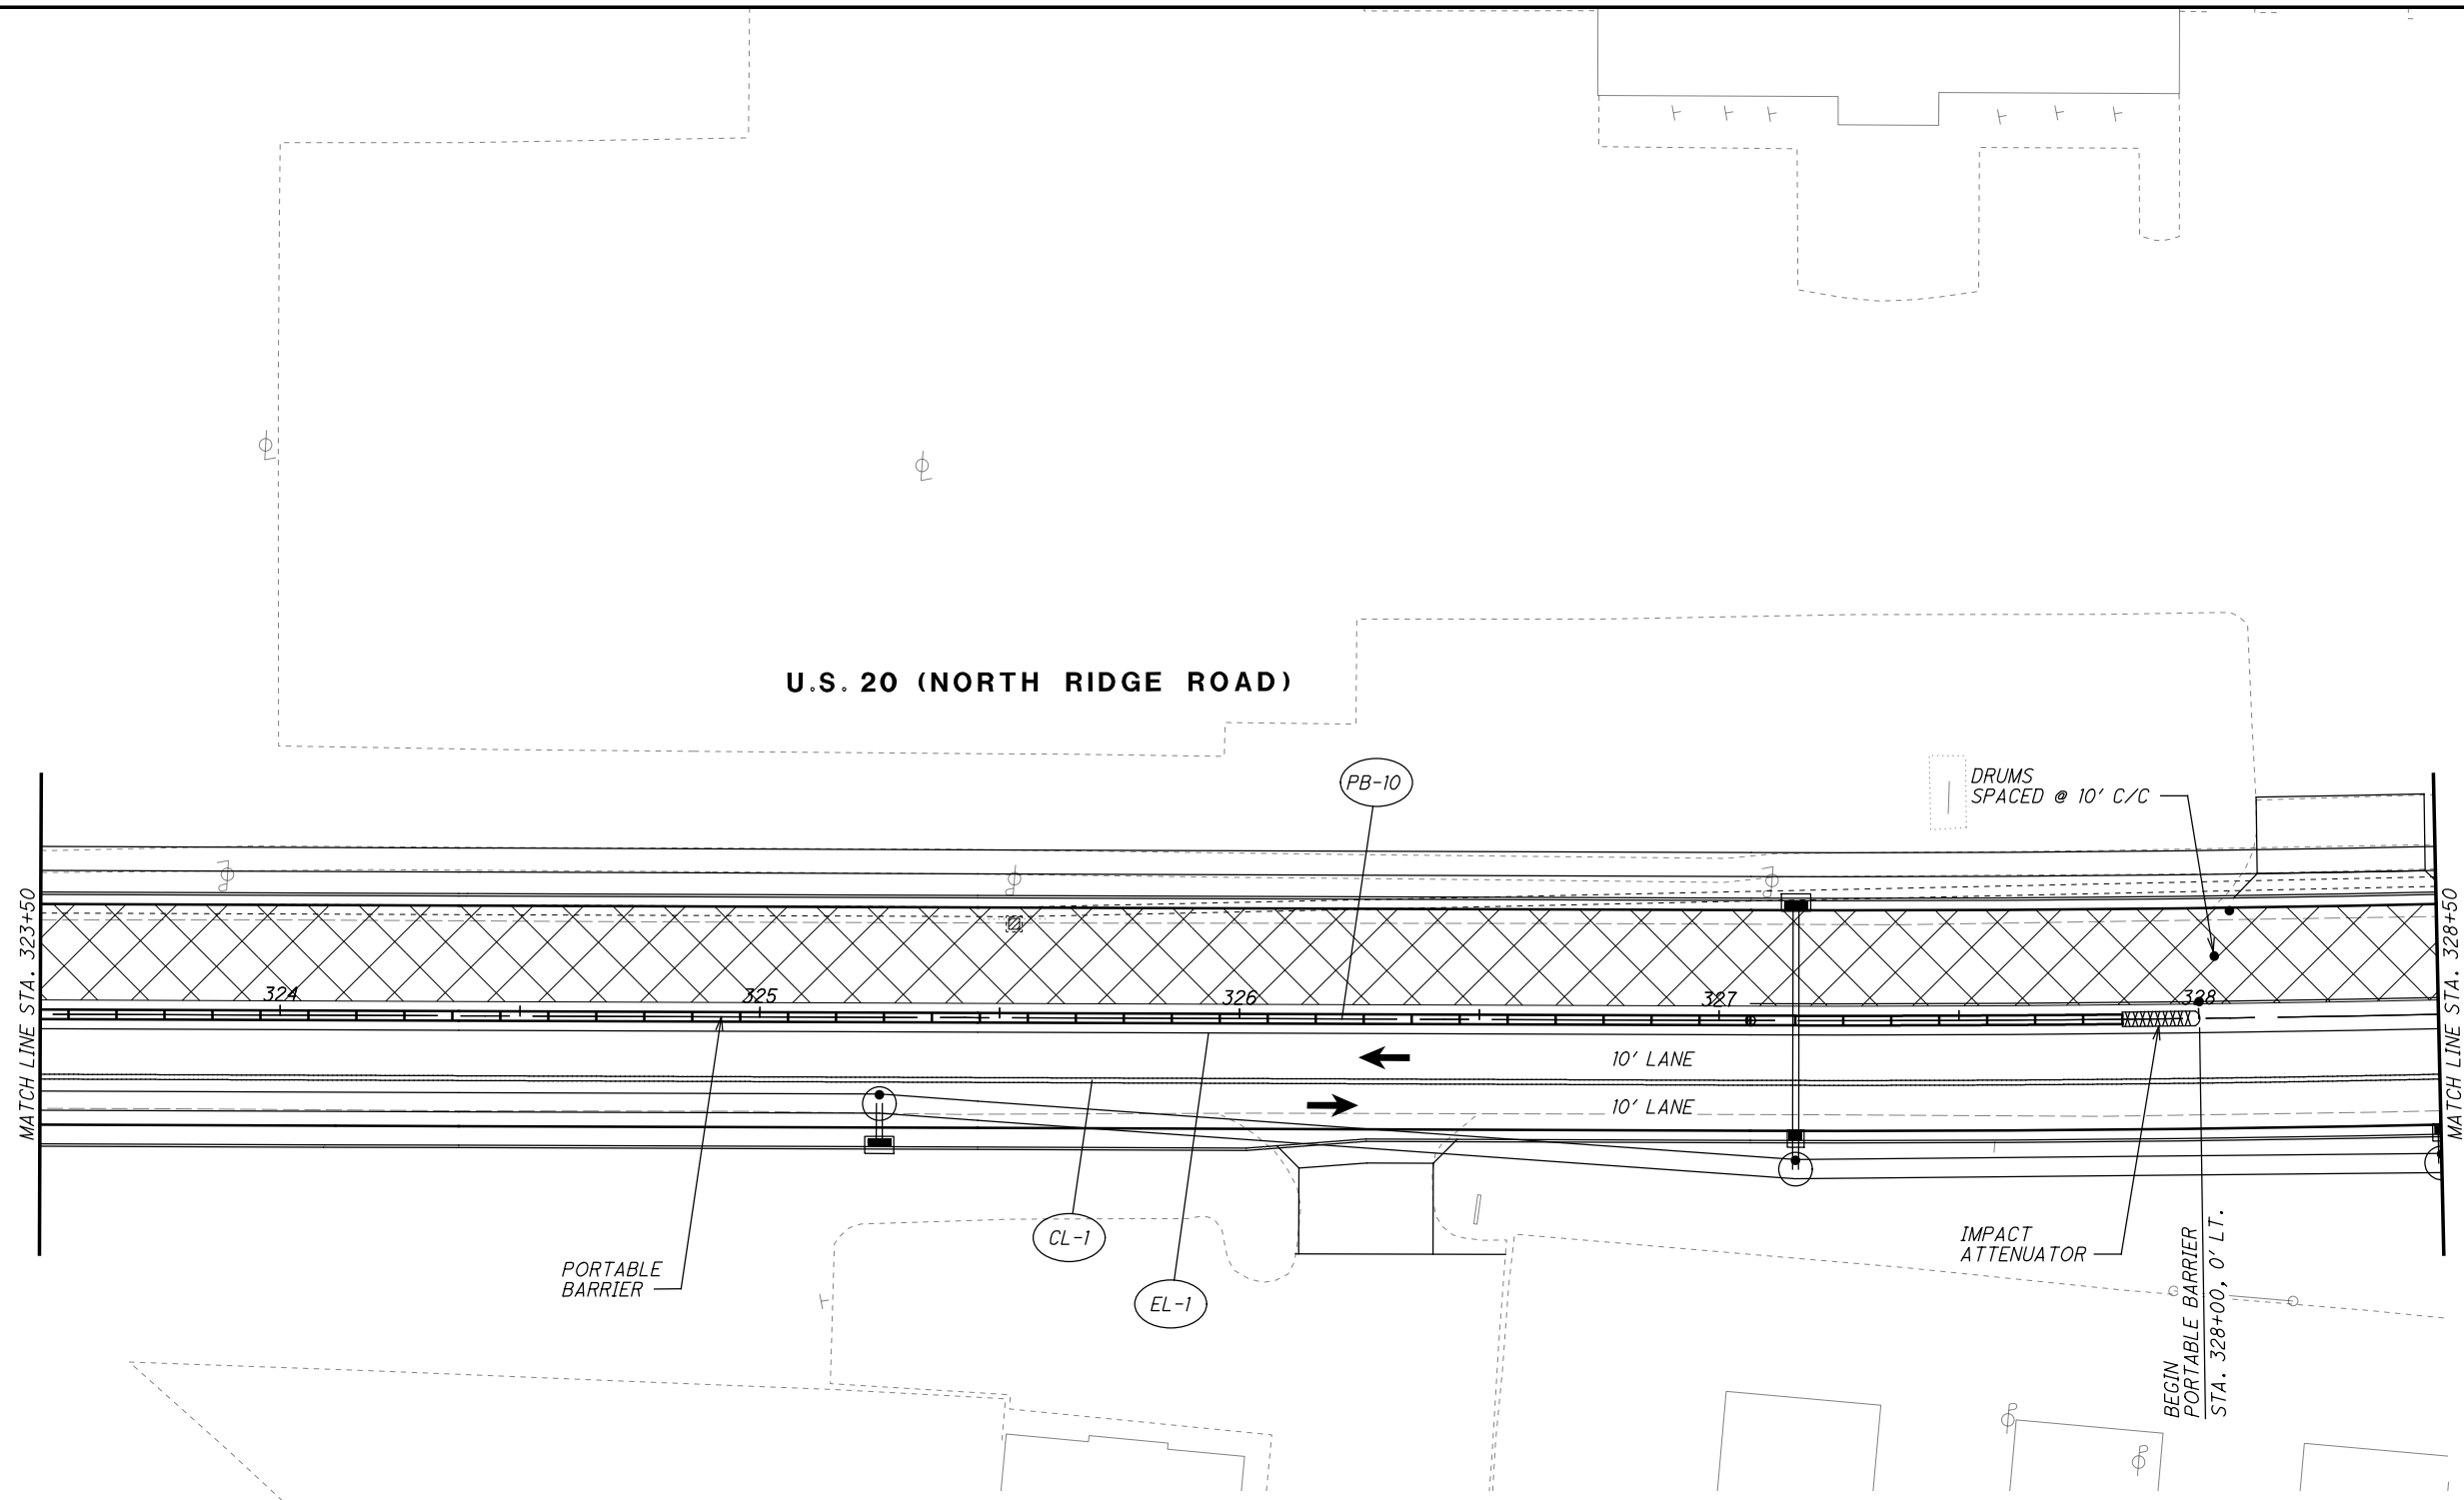 U.S. 20 (NORTH RIDGE ROAD)
PB-10
DRUMS
SPACED @ 10' C/C
MATCH LINE STA. 323+50
MATCH LINE STA. 328+50
324
325
326
327
328
10' LANE
10' LANE
CL-1
EL-1
PORTABLE
BARRIER
IMPACT
ATTENUATOR
BEGIN
PORTABLE BARRIER
STA. 328+00, 0' LT.